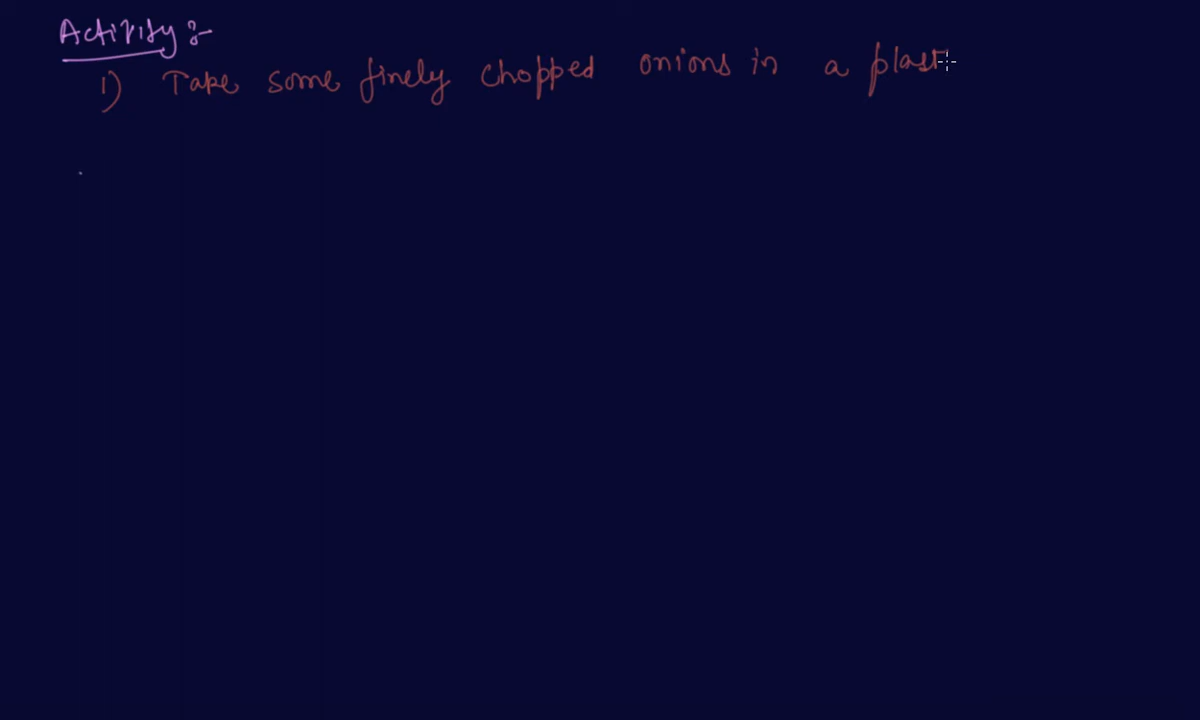 Activity :-
1) Take some finely chopped onions in a plast